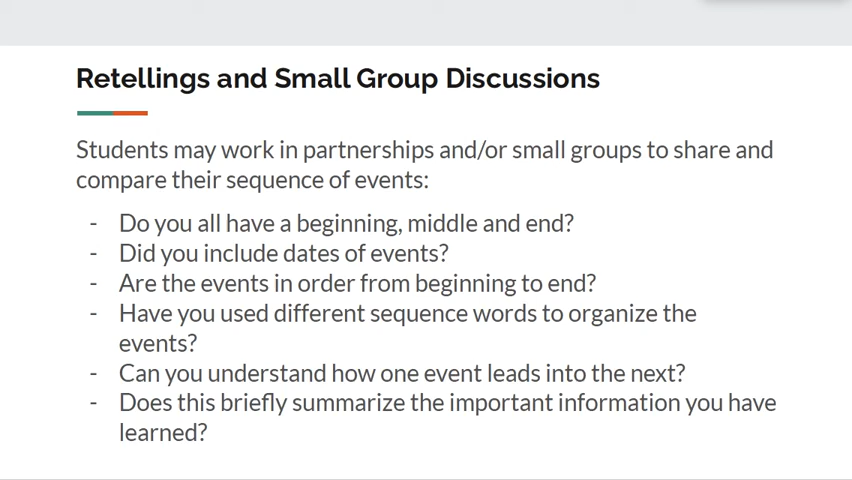 Retellings and Small Group Discussions
Students may work in partnerships and/or small groups to share and
compare their sequence of events:
- Do you all have a beginning, middle and end?
- Did you include dates of events?
- Are the events in order from beginning to end?
- Have you used different sequence words to organize the
events?
- Can you understand how one event leads into the next?
- Does this briefly summarize the important information you have
learned?